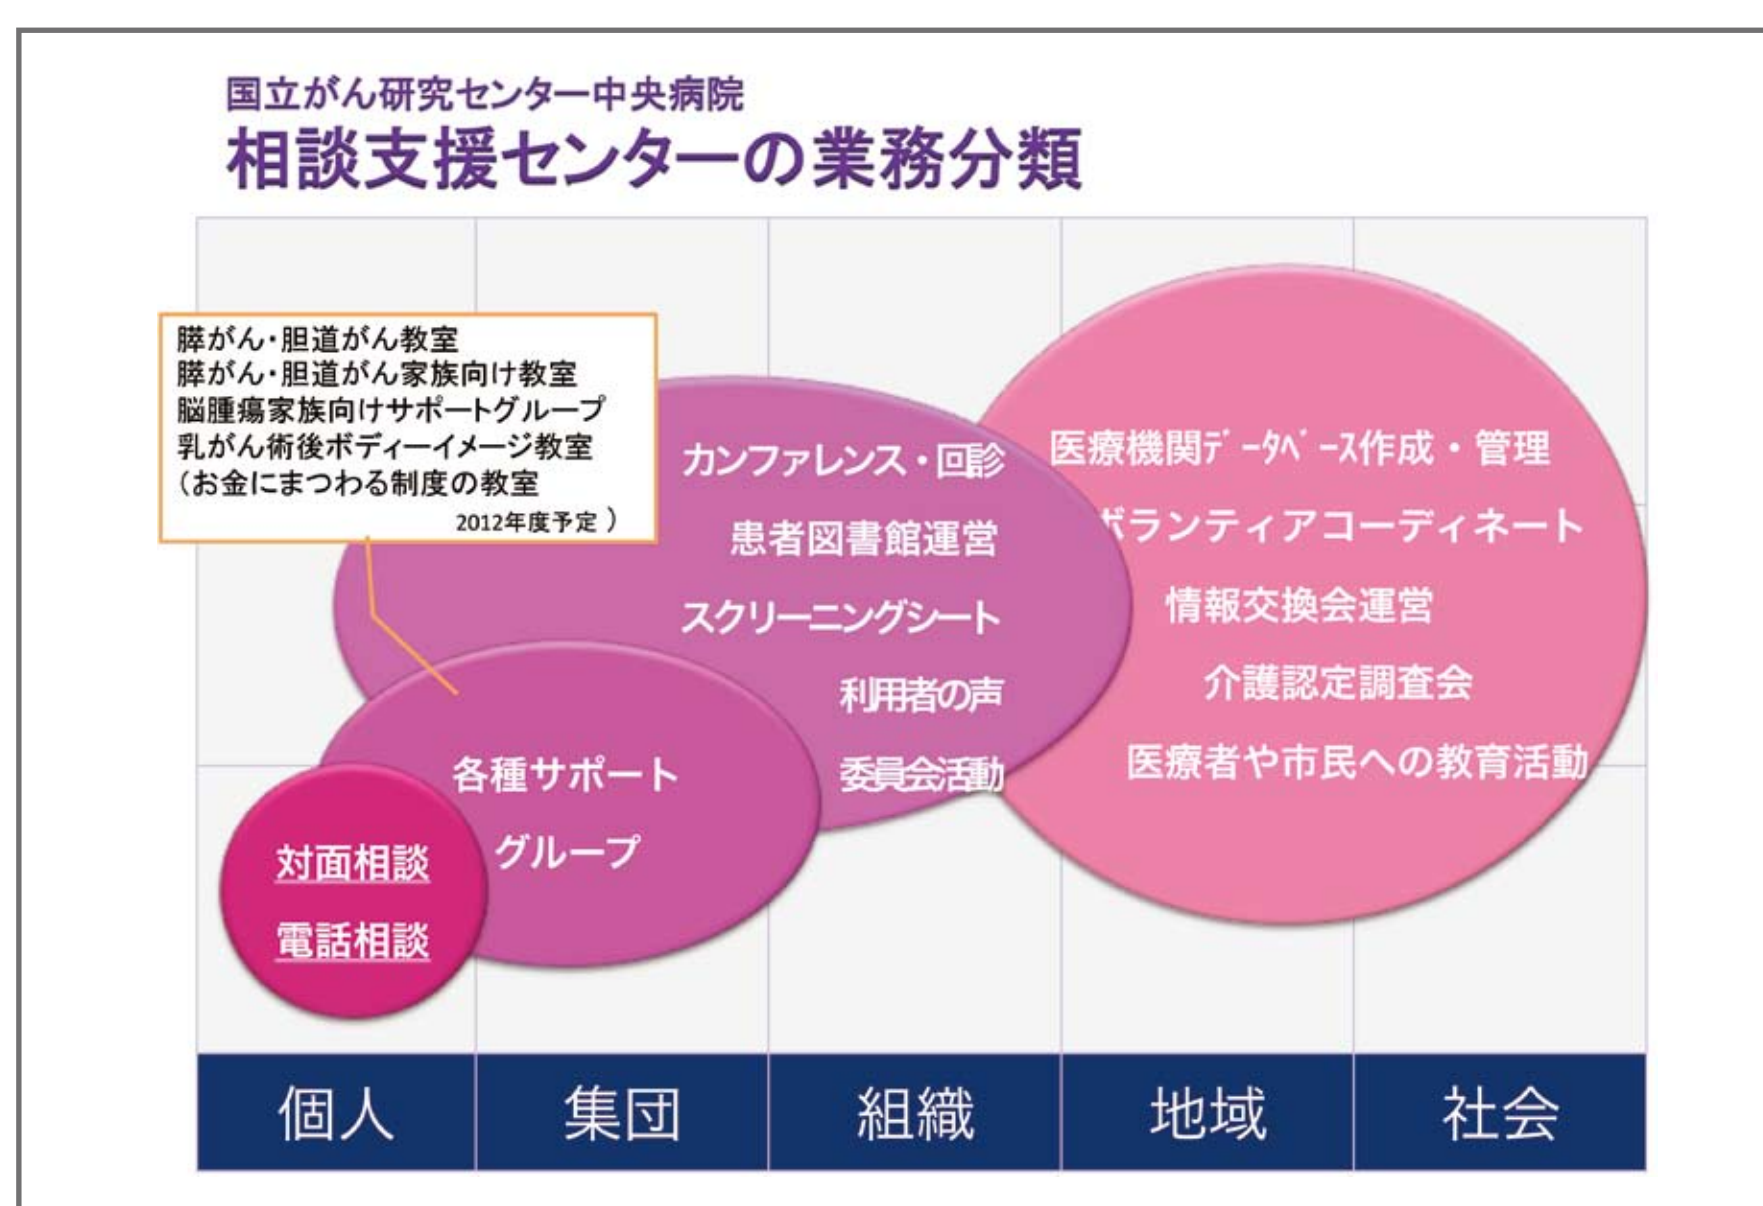 国立がん研究センター中央病院
相談支援センターの業務分類
膵がん・胆道がん教室
膵がん・胆道がん家族向け教室
脳腫瘍家族向けサポートグループ
乳がん術後ボディーイメージ教室
（お金にまつわる制度の教室
2012年度予定 ）
カンファレンス・回診
患者図書館運営
スクリーニングシート
利用者の声
委員会活動
医療機関ﾃﾞｰﾀﾍﾞｰｽ作成・管理
ボランティアコーディネート
情報交換会運営
介護認定調査会
医療者や市民への教育活動
各種サポート
グループ
対面相談
電話相談
個人
集団
組織
地域
社会